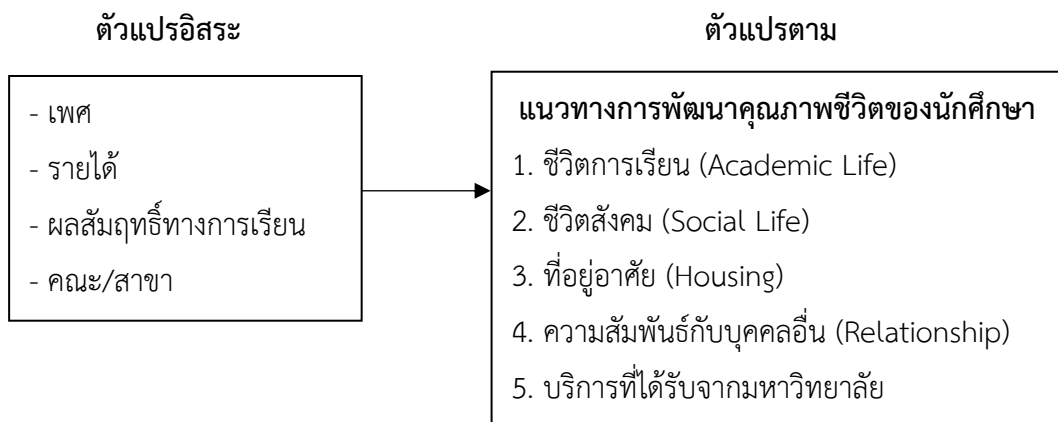 ตัวแปรอิสระ
ตัวแปรตาม
- เพศ
- รายได้
- ผลสัมฤทธิ์ทางการเรียน
- คณะ/สาขา
แนวทางการพัฒนาคุณภาพชีวิตของนักศึกษา
1. ชีวิตการเรียน (Academic Life)
2. ชีวิตสังคม (Social Life)
3. ที่อยู่อาศัย (Housing)
4. ความสัมพันธ์กับบุคคลอื่น (Relationship)
5. บริการที่ได้รับจากมหาวิทยาลัย